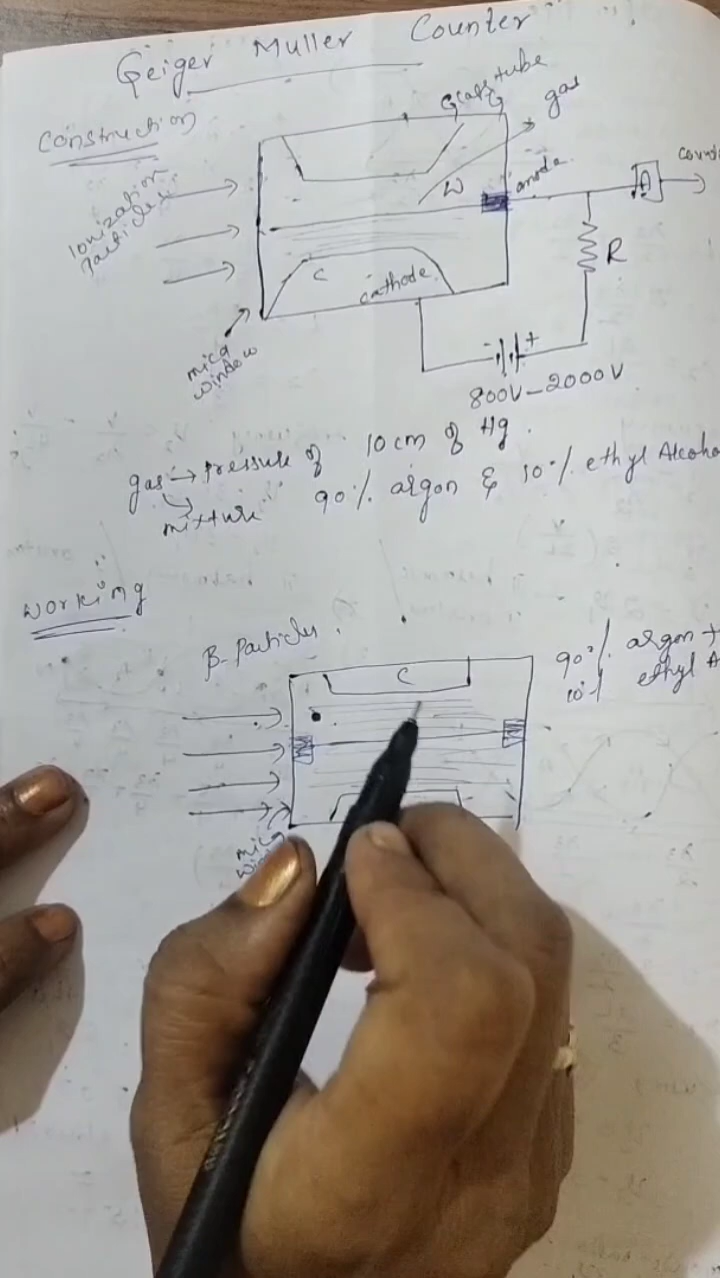 Geiger Muller Counter
Construction
Glass tube
gas
Ionization
Particles
W
anode
A
R
C
cathode
mica
window
- +
800V-2000V
gas → Pressure of 10 cm of Hg.
mixture 90% argon & 10% ethyl Alcoho
Working
β-Particles.
C
90% argon +
10% ethyl A
mica